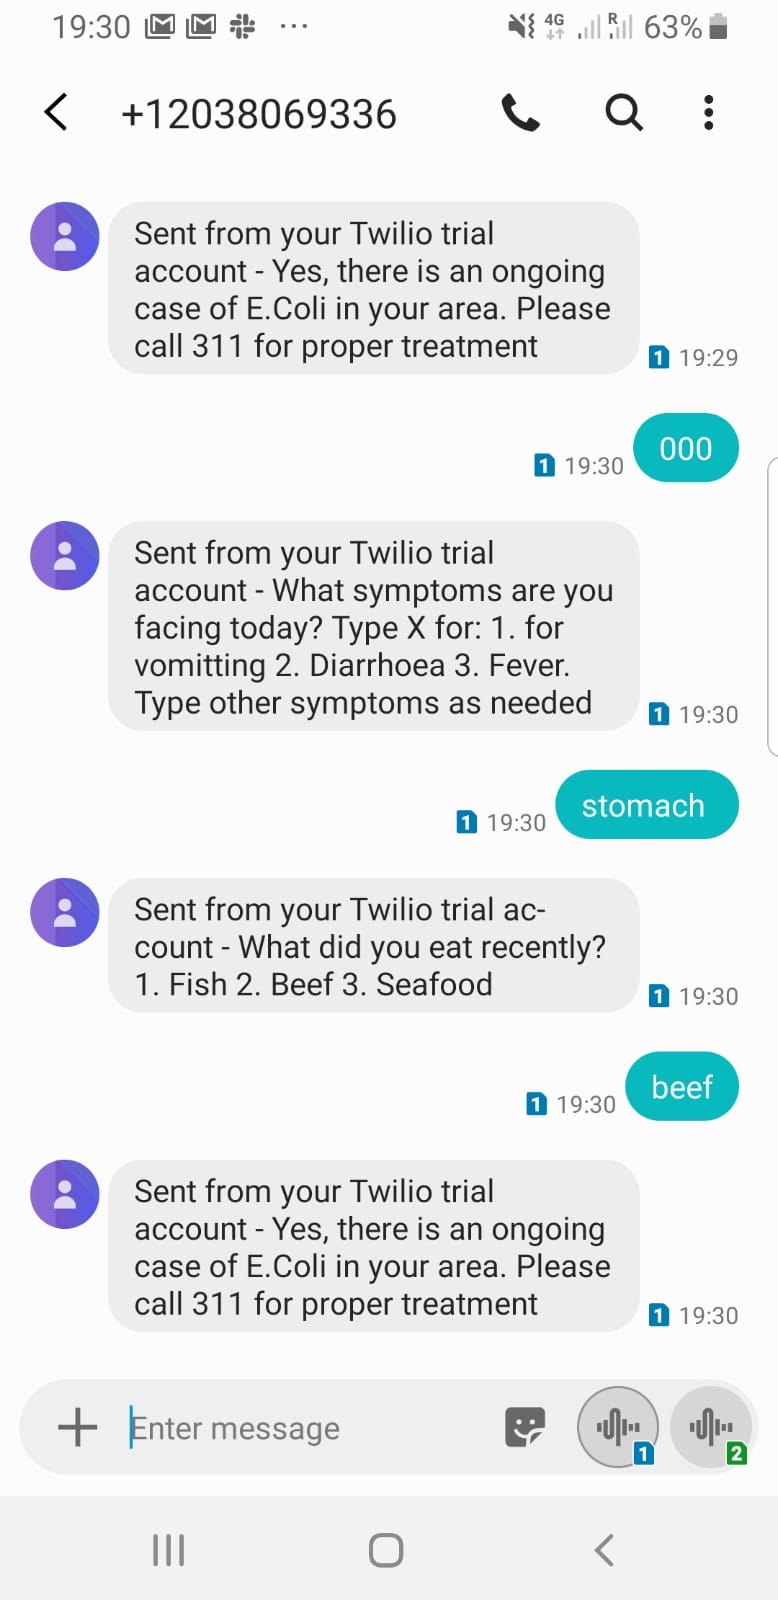 19:30 ... 4G R 63%
+12038069336
Sent from your Twilio trial
account - Yes, there is an ongoing
case of E.Coli in your area. Please
call 311 for proper treatment
1 19:29
000
1 19:30
Sent from your Twilio trial
account - What symptoms are you
facing today? Type X for: 1. for
vomitting 2. Diarrhoea 3. Fever.
Type other symptoms as needed
1 19:30
stomach
1 19:30
Sent from your Twilio trial ac-
count - What did you eat recently?
1. Fish 2. Beef 3. Seafood
1 19:30
beef
1 19:30
Sent from your Twilio trial
account - Yes, there is an ongoing
case of E.Coli in your area. Please
call 311 for proper treatment
1 19:30
Enter message
1 2